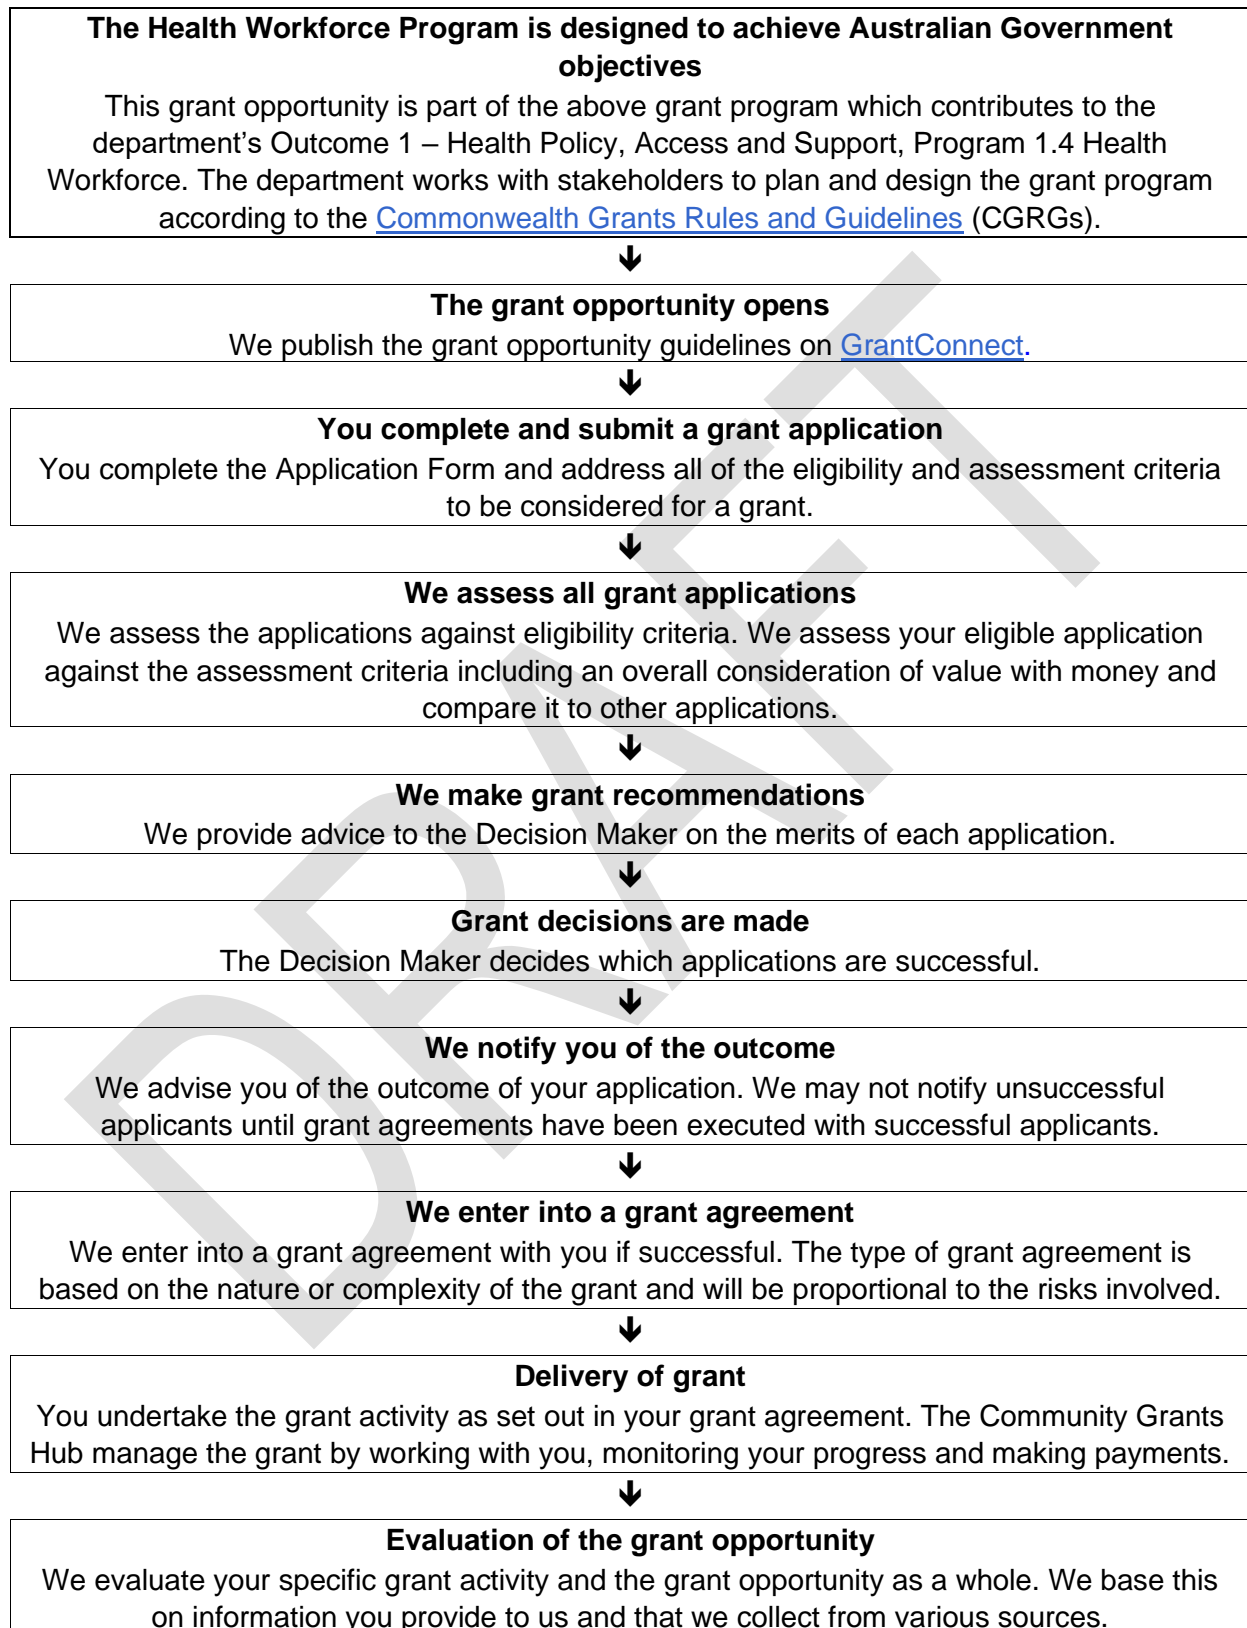 The Health Workforce Program is designed to achieve Australian Government
objectives
This grant opportunity is part of the above grant program which contributes to the
department’s Outcome 1 – Health Policy, Access and Support, Program 1.4 Health
Workforce. The department works with stakeholders to plan and design the grant program
according to the Commonwealth Grants Rules and Guidelines (CGRGs).
The grant opportunity opens
We publish the grant opportunity guidelines on GrantConnect.
You complete and submit a grant application
You complete the Application Form and address all of the eligibility and assessment criteria
to be considered for a grant.
We assess all grant applications
We assess the applications against eligibility criteria. We assess your eligible application
against the assessment criteria including an overall consideration of value with money and
compare it to other applications.
We make grant recommendations
We provide advice to the Decision Maker on the merits of each application.
Grant decisions are made
The Decision Maker decides which applications are successful.
We notify you of the outcome
We advise you of the outcome of your application. We may not notify unsuccessful
applicants until grant agreements have been executed with successful applicants.
We enter into a grant agreement
We enter into a grant agreement with you if successful. The type of grant agreement is
based on the nature or complexity of the grant and will be proportional to the risks involved.
Delivery of grant
You undertake the grant activity as set out in your grant agreement. The Community Grants
Hub manage the grant by working with you, monitoring your progress and making payments.
Evaluation of the grant opportunity
We evaluate your specific grant activity and the grant opportunity as a whole. We base this
on information you provide to us and that we collect from various sources.
DRAFT